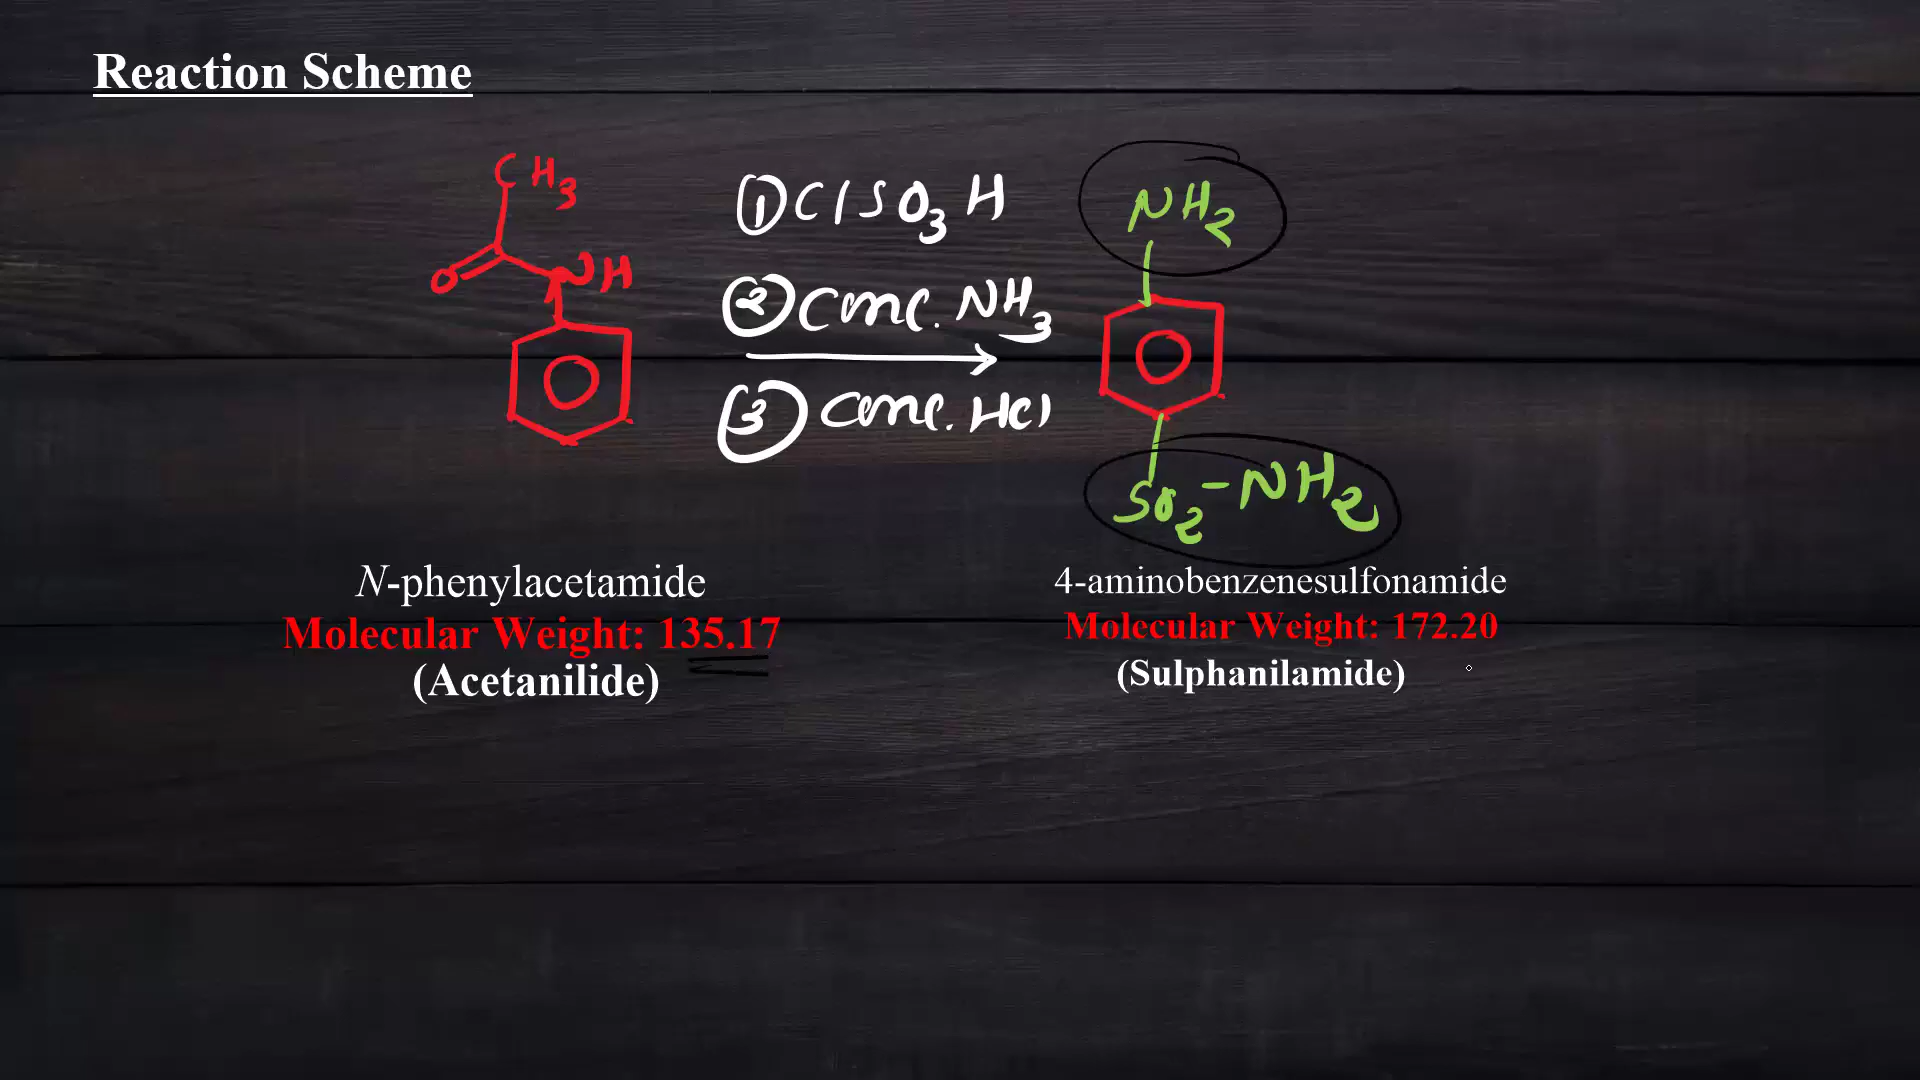 Reaction Scheme
CH3
O
NH
① ClSO3H
② Conc. NH3
③ Conc. HCl
NH2
SO2-NH2
N-phenylacetamide
Molecular Weight: 135.17
(Acetanilide)
4-aminobenzenesulfonamide
Molecular Weight: 172.20
(Sulphanilamide)